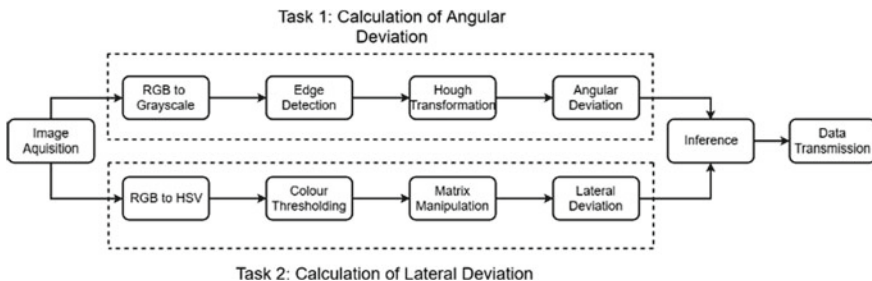 Task 1: Calculation of Angular
Deviation
RGB to
Grayscale
Edge
Detection
Hough
Transformation
Angular
Deviation
Image
Aquisition
Inference
Data
Transmission
RGB to HSV
Colour
Thresholding
Matrix
Manipulation
Lateral
Deviation
Task 2: Calculation of Lateral Deviation